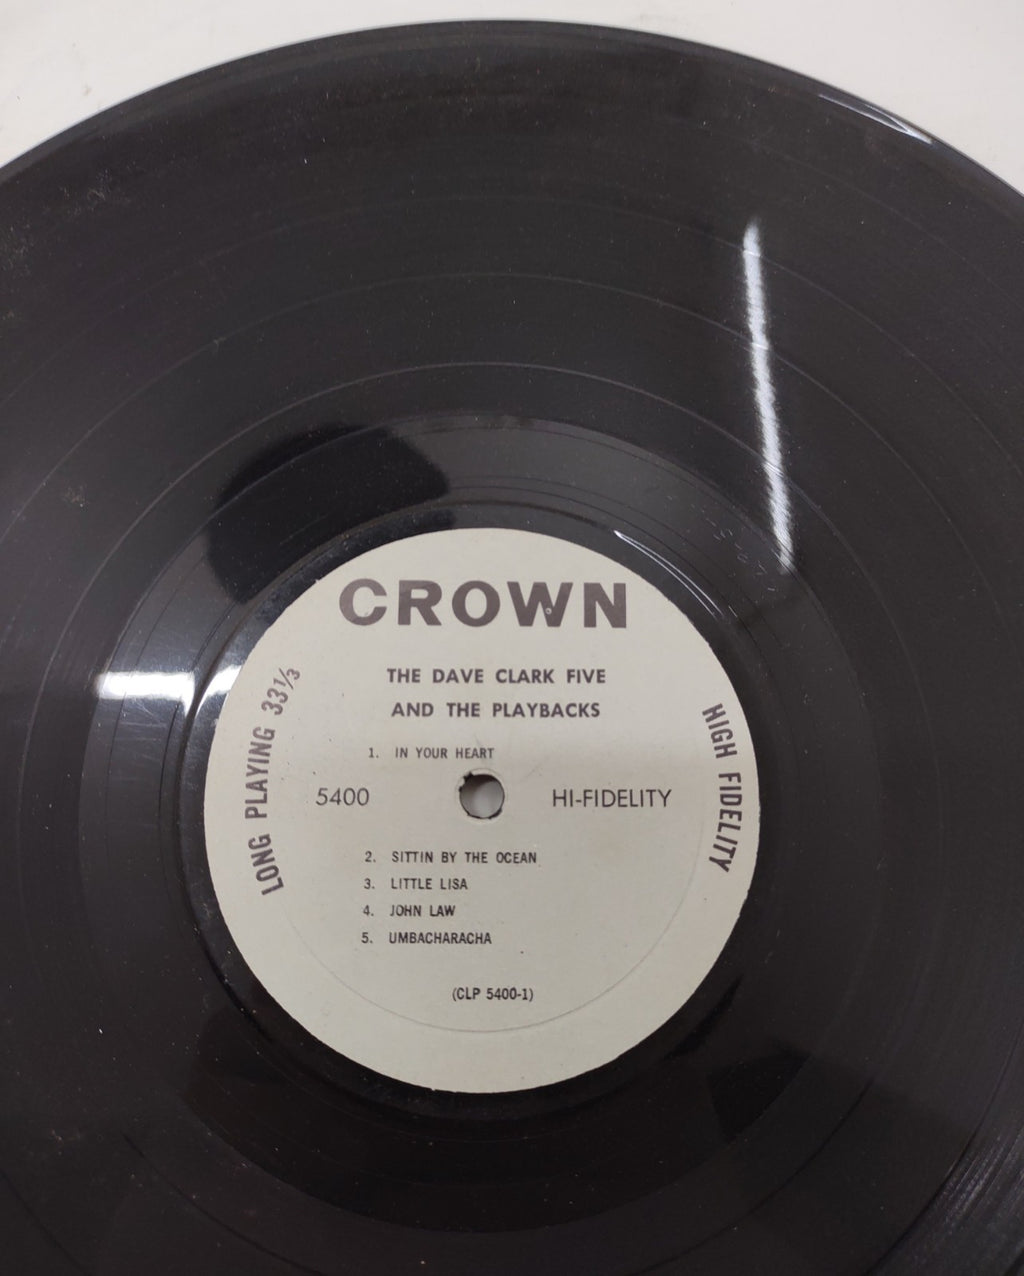 CROWN
THE DAVE CLARK FIVE
AND THE PLAYBACKS
1. IN YOUR HEART
LONG PLAYING 33⅓
5400
HI-FIDELITY
HIGH FIDELITY
2. SITTIN BY THE OCEAN
3. LITTLE LISA
4. JOHN LAW
5. UMBACHARACHA
(CLP 5400-1)